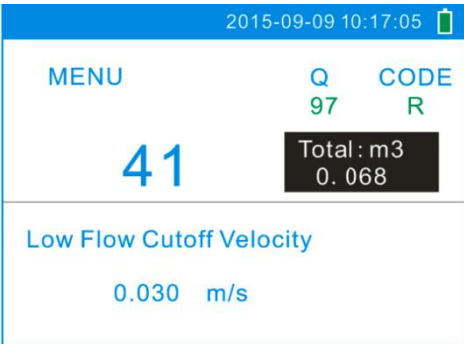 2015-09-09 10:17:05
MENU Q CODE
97 R
41 Total: m3
0. 068
Low Flow Cutoff Velocity
0.030 m/s